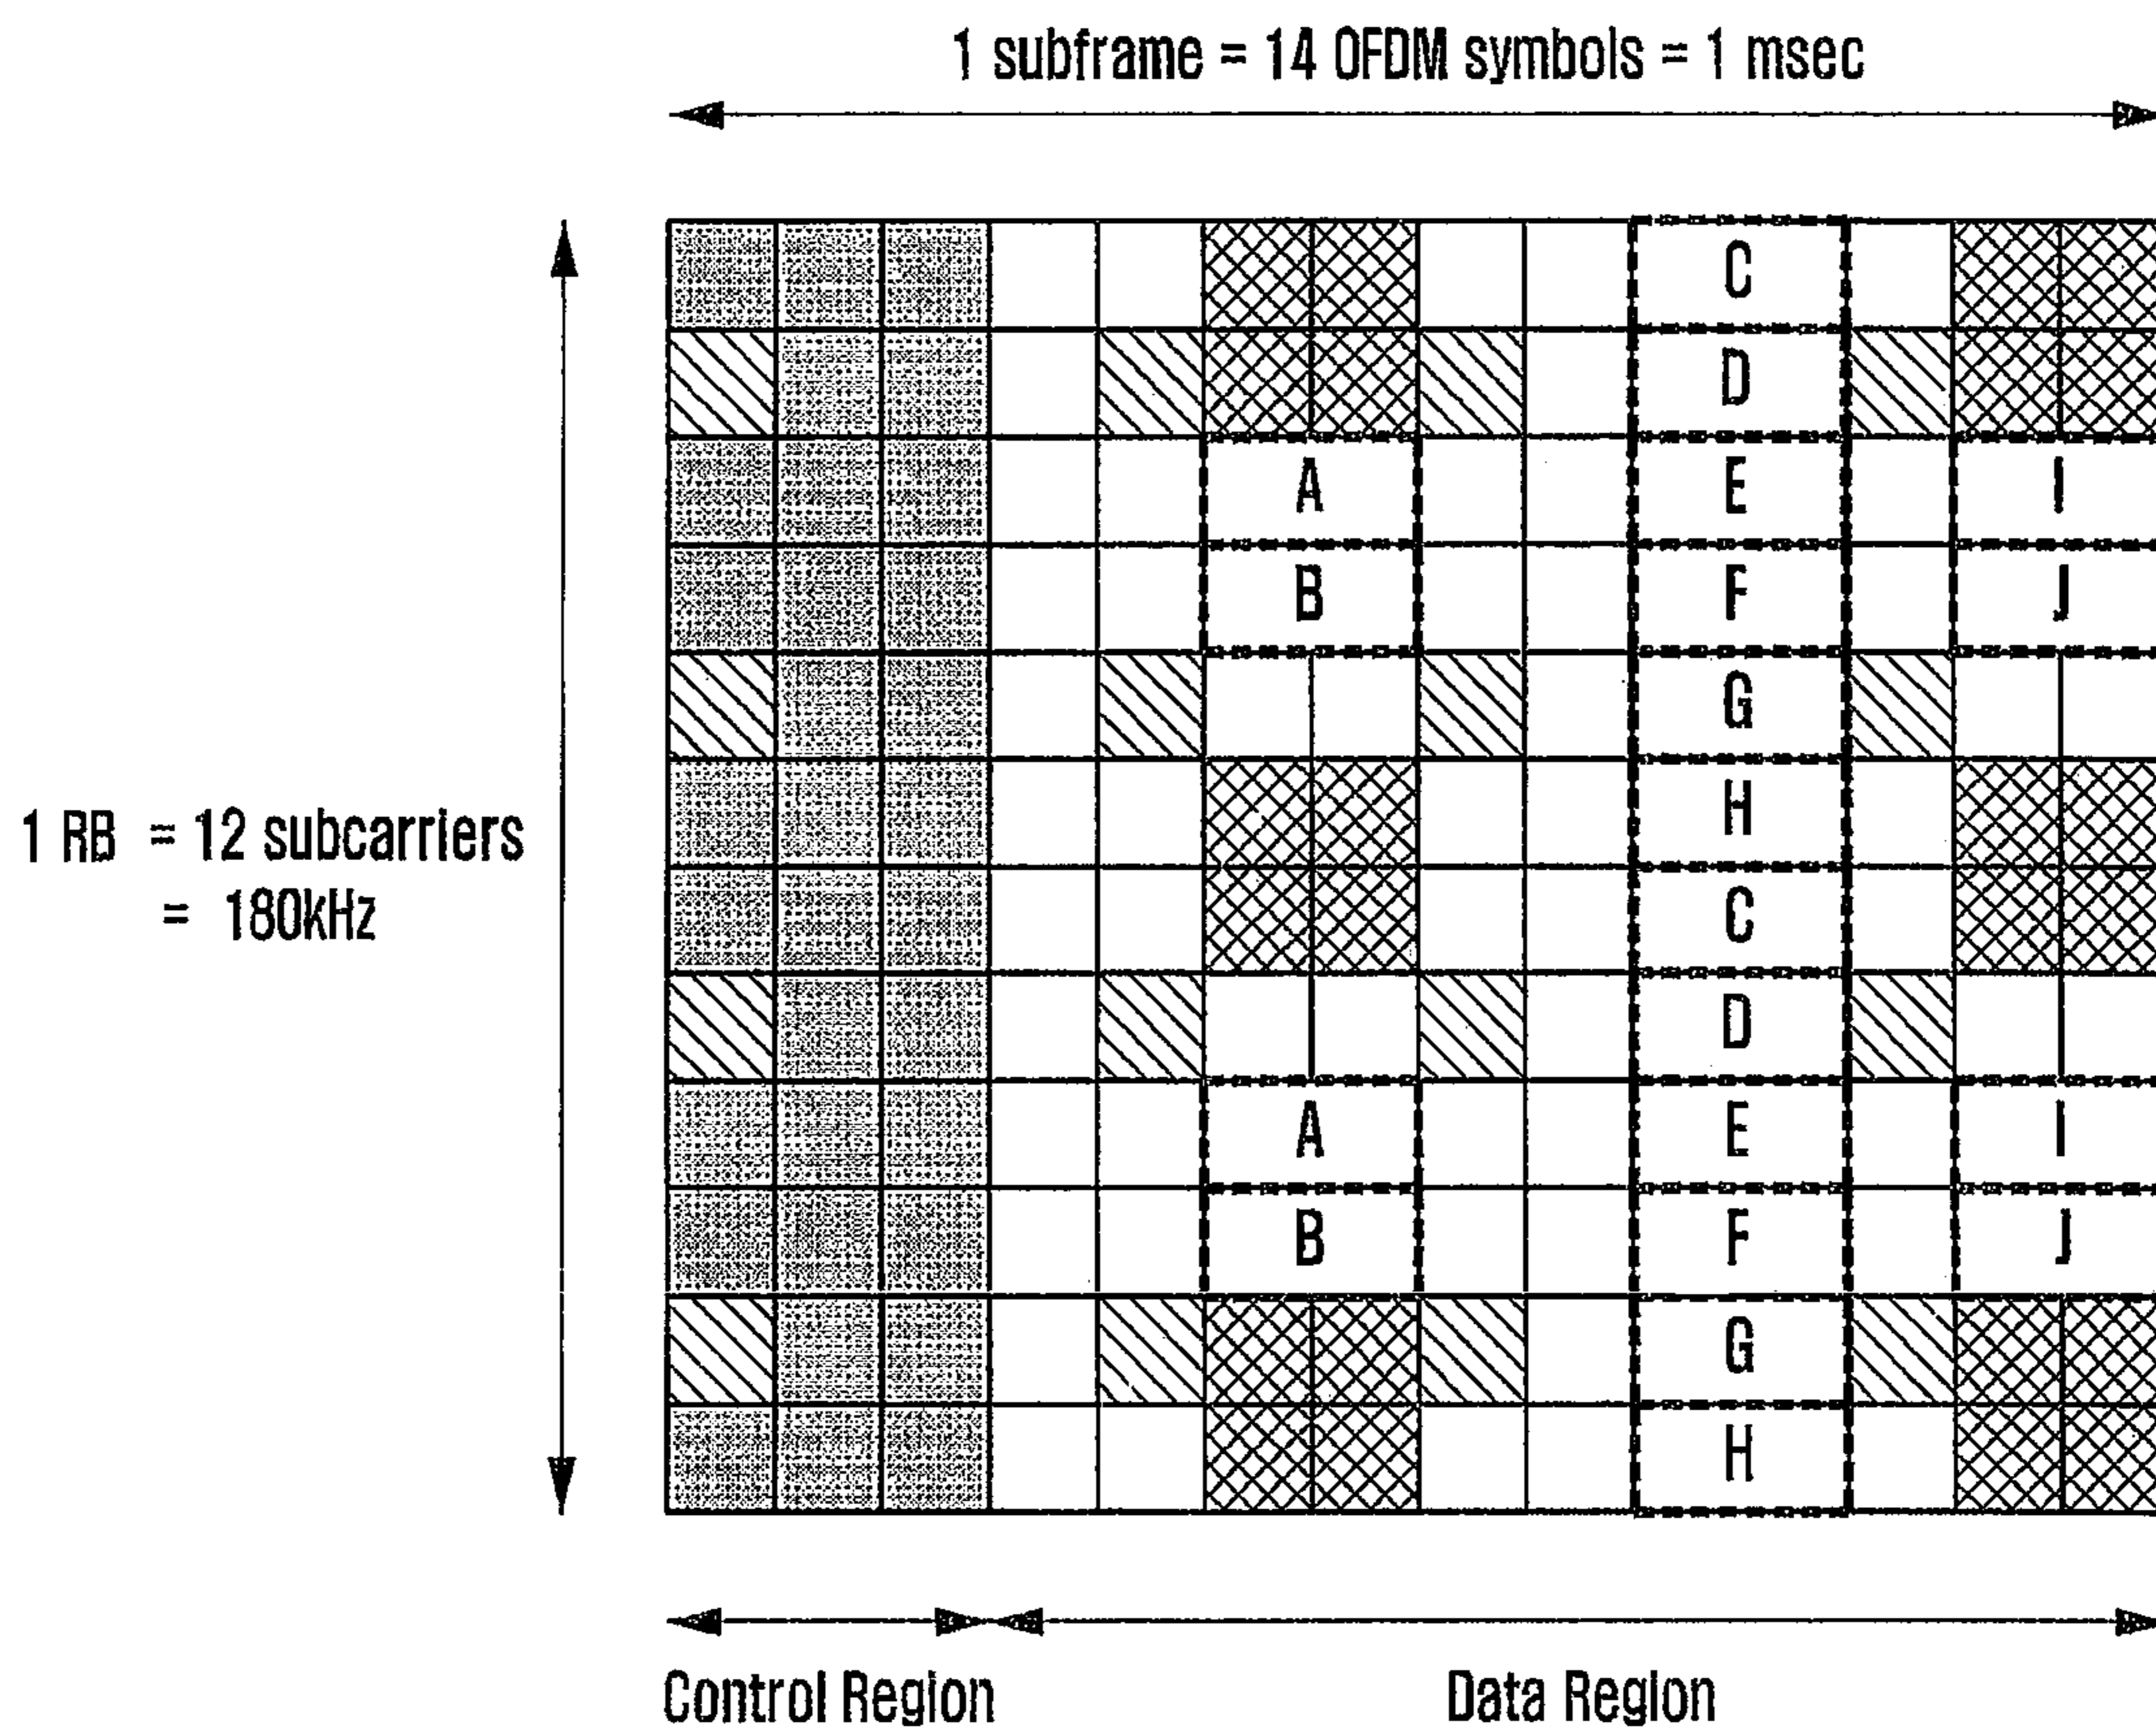 1 subframe = 14 OFDM symbols = 1 msec
C
D
A E I
B F J
G
H
1 RB = 12 subcarriers
= 180kHz
C
D
A E I
B F J
G
H
Control Region Data Region